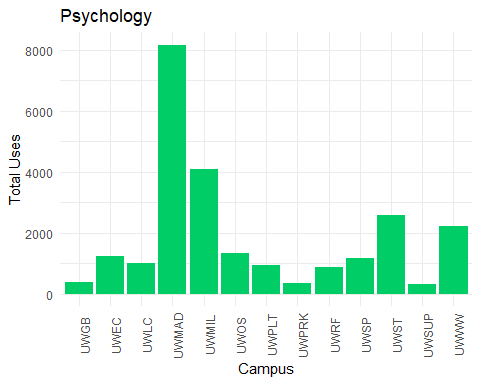 Psychology
Total Uses
8000
6000
4000
2000
0
UWGB
UWEC
UWLC
UWMAD
UWMIL
UWOS
UWPLT
UWPRK
UWRF
UWSP
UWST
UWSUP
UWWW
Campus